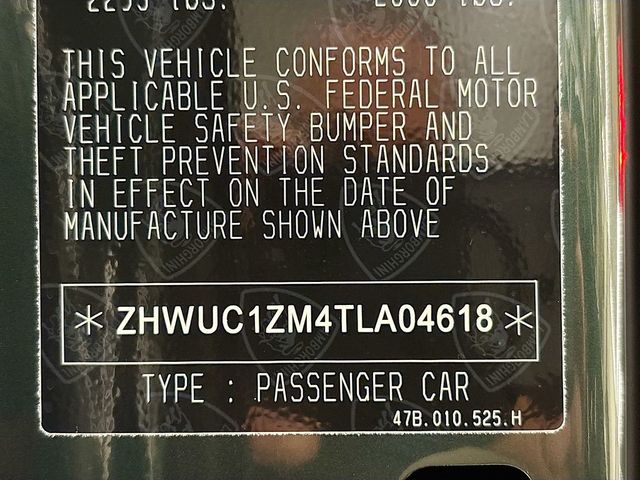 THIS VEHICLE CONFORMS TO ALL
APPLICABLE U.S. FEDERAL MOTOR
VEHICLE SAFETY BUMPER AND
THEFT PREVENTION STANDARDS
IN EFFECT ON THE DATE OF
MANUFACTURE SHOWN ABOVE
* ZHWUC1ZM4TLA04618 *
TYPE : PASSENGER CAR
47B.010.525.H